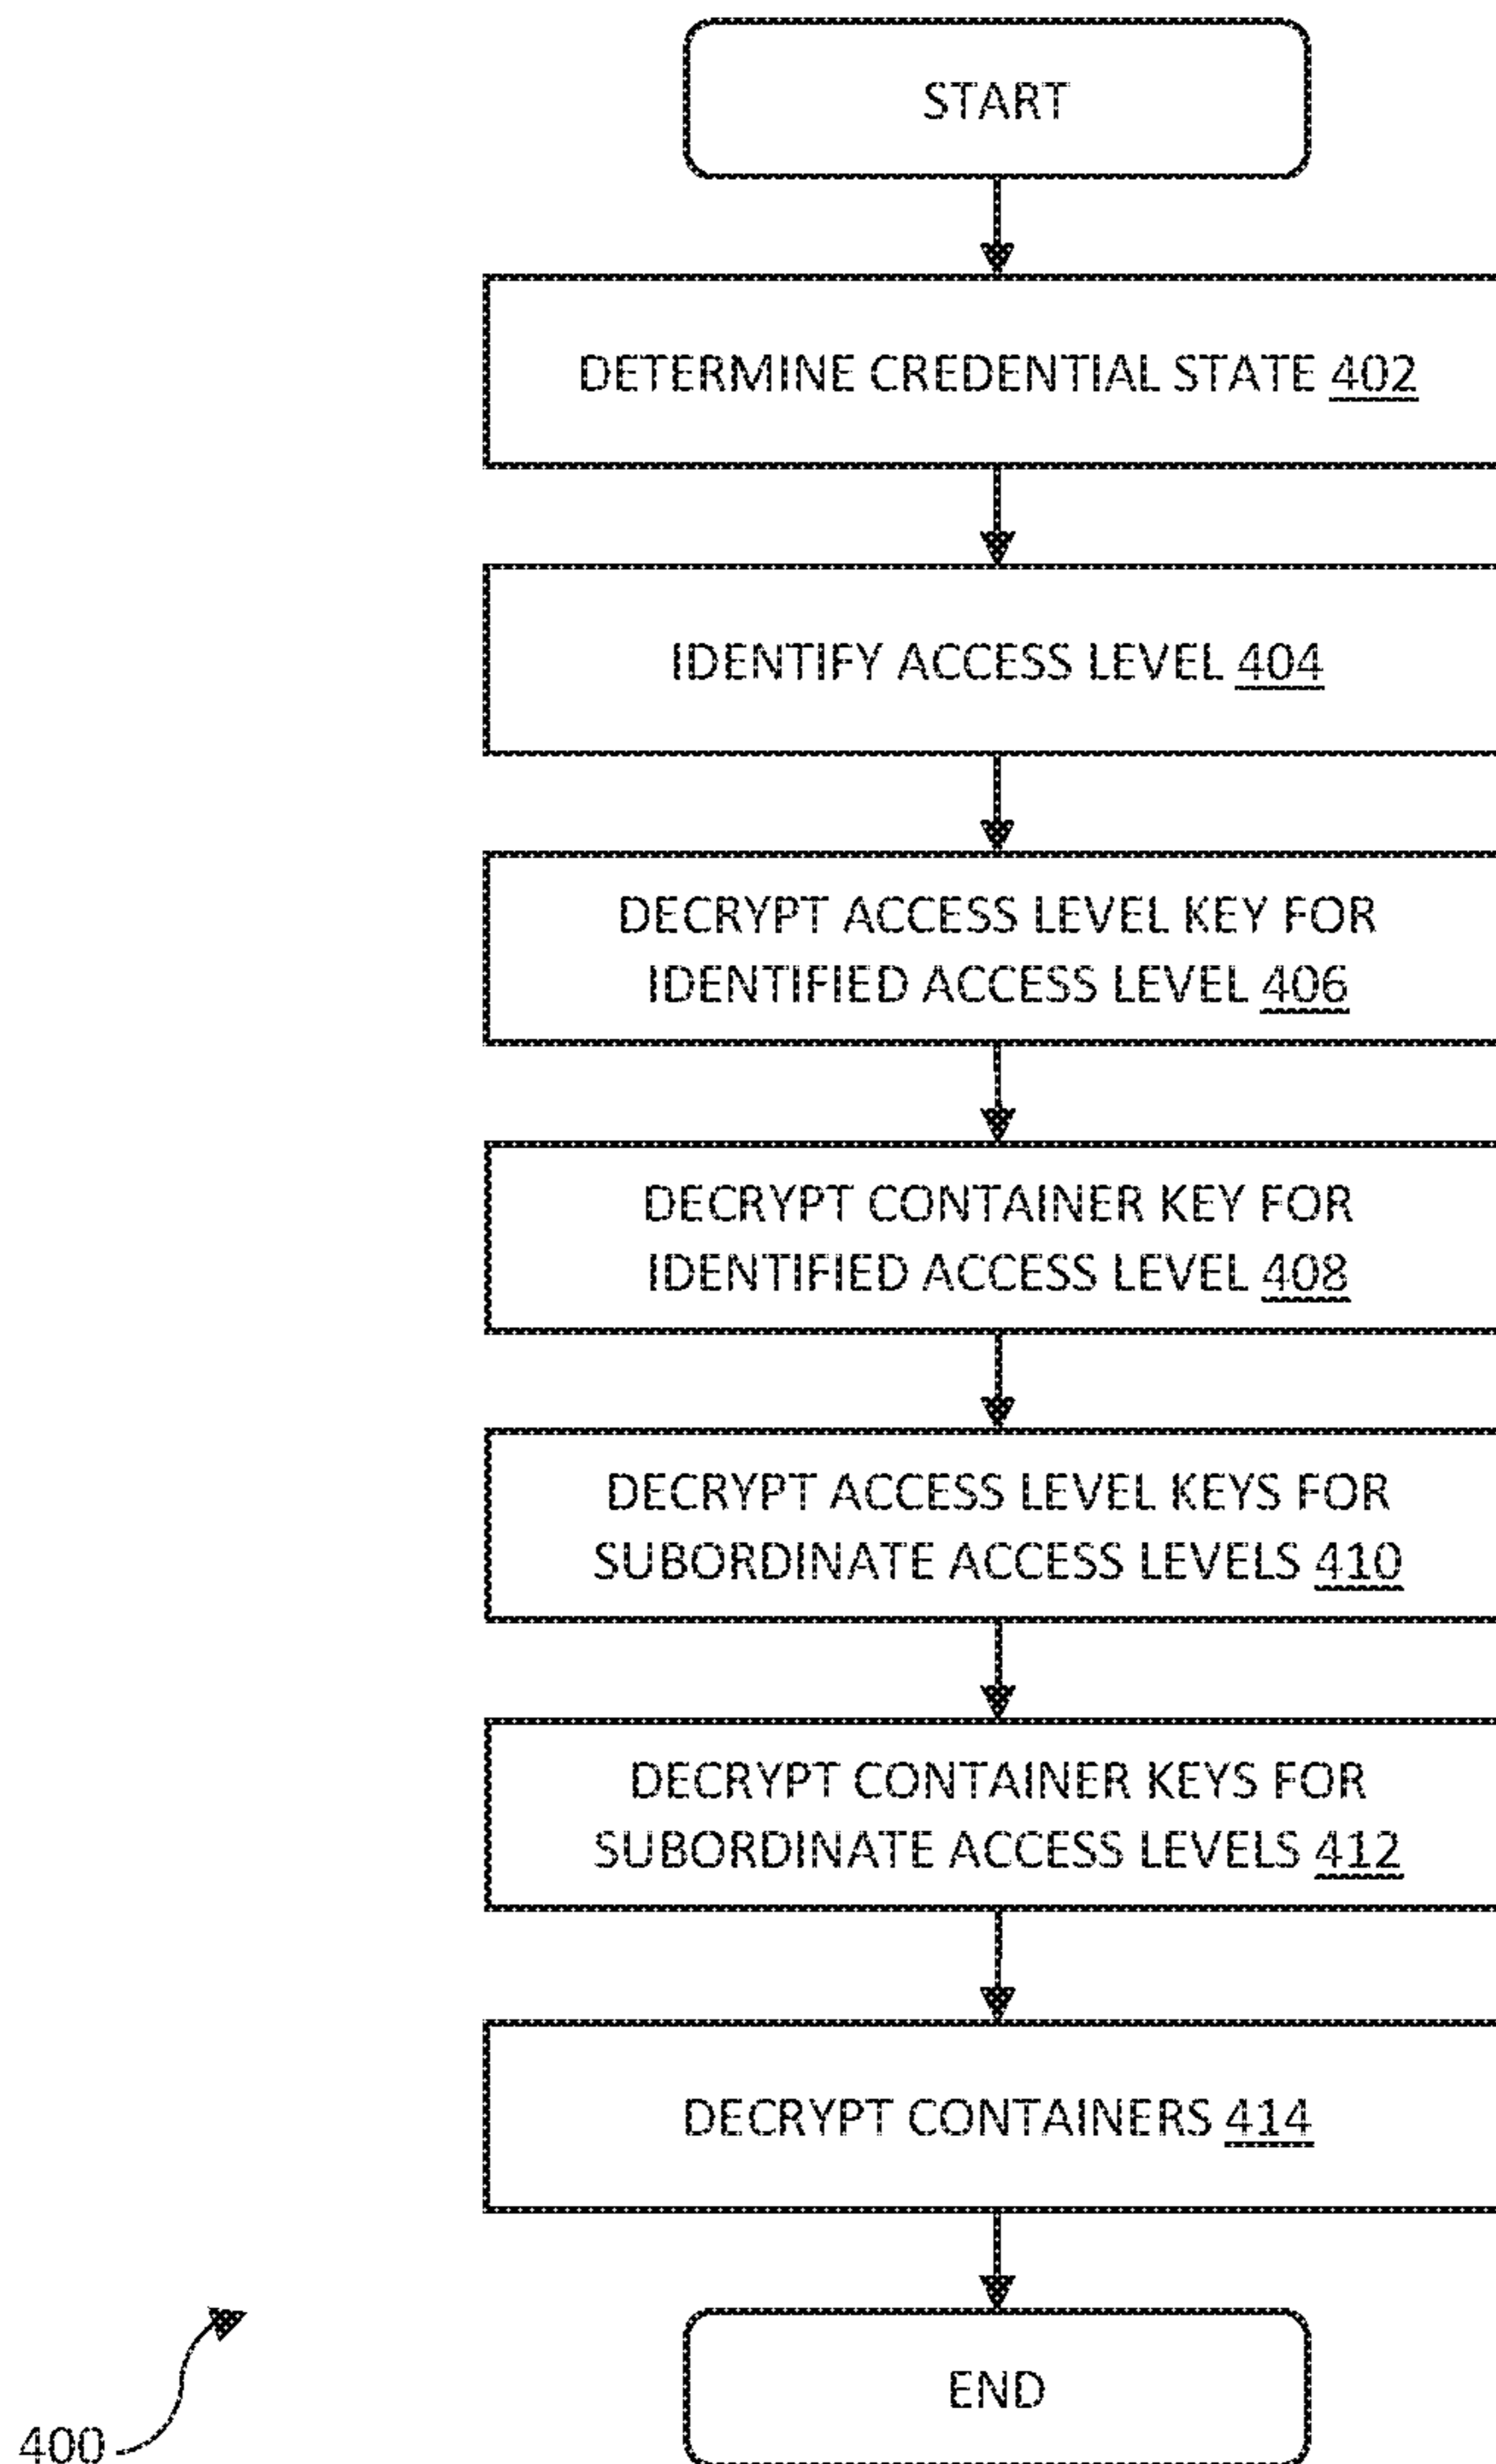 START
DETERMINE CREDENTIAL STATE 402
IDENTIFY ACCESS LEVEL 404
DECRYPT ACCESS LEVEL KEY FOR
IDENTIFIED ACCESS LEVEL 406
DECRYPT CONTAINER KEY FOR
IDENTIFIED ACCESS LEVEL 408
DECRYPT ACCESS LEVEL KEYS FOR
SUBORDINATE ACCESS LEVELS 410
DECRYPT CONTAINER KEYS FOR
SUBORDINATE ACCESS LEVELS 412
DECRYPT CONTAINERS 414
END
400